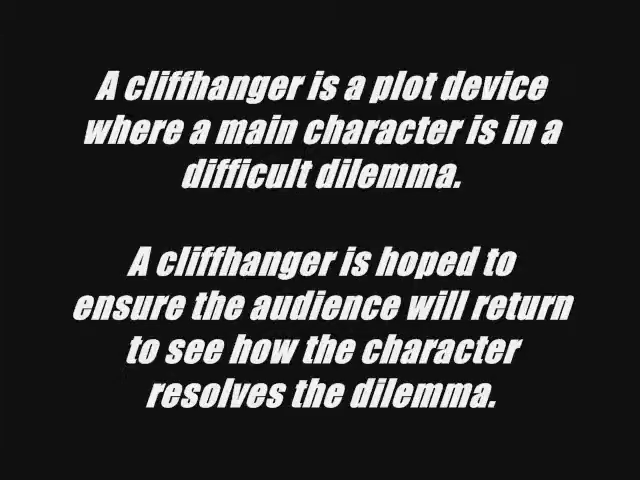 A cliffhanger is a plot device
where a main character is in a
difficult dilemma.
A cliffhanger is hoped to
ensure the audience will return
to see how the character
resolves the dilemma.